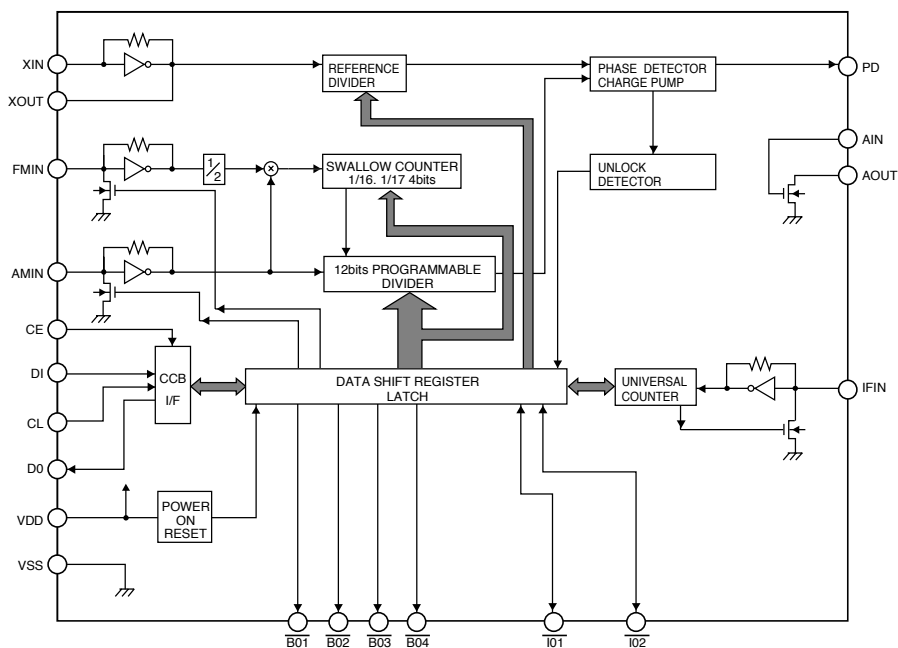 XIN
REFERENCE
DIVIDER
PHASE DETECTOR
CHARGE PUMP
PD
XOUT
AIN
FMIN
1/2
×
SWALLOW COUNTER
1/16. 1/17 4bits
UNLOCK
DETECTOR
AOUT
AMIN
12bits PROGRAMMABLE
DIVIDER
CE
DI
CCB
I/F
DATA SHIFT REGISTER
LATCH
UNIVERSAL
COUNTER
IFIN
CL
D0
VDD
POWER
ON
RESET
VSS
B01
B02
B03
B04
I01
I02